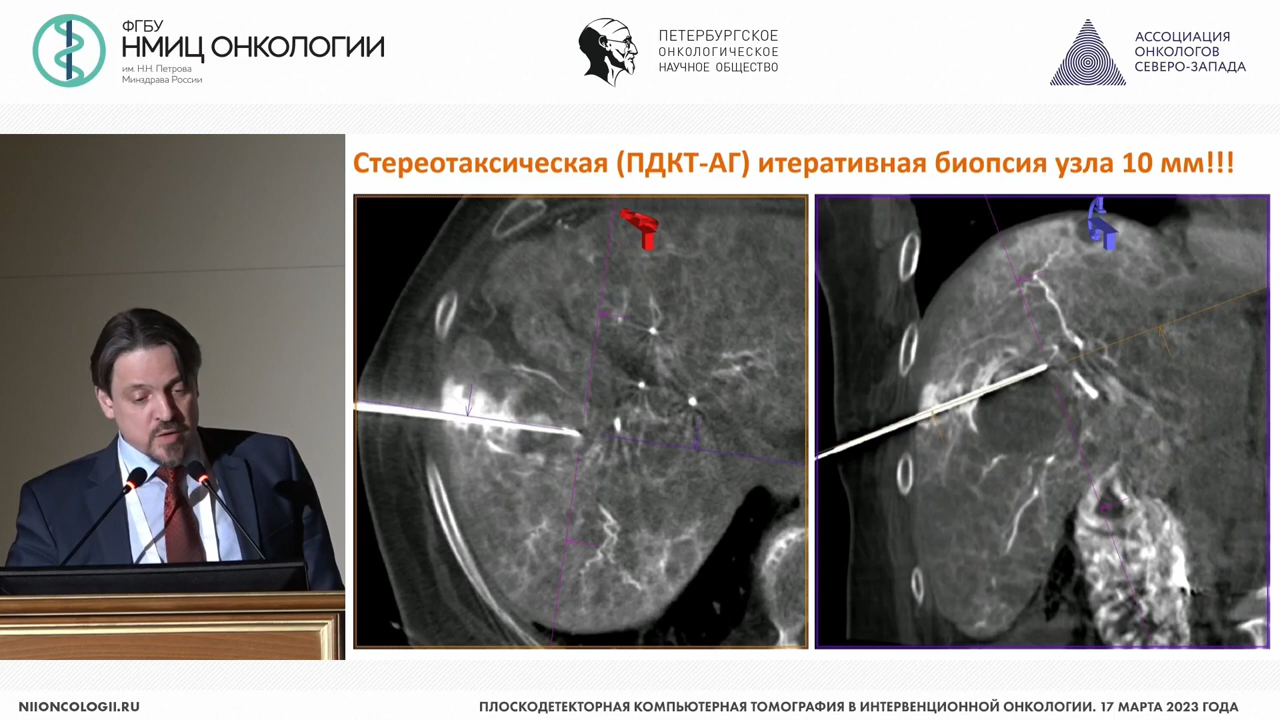 ФГБУ
НМИЦ ОНКОЛОГИИ
им. Н.Н. Петрова
Минздрава России
ПЕТЕРБУРГСКОЕ
ОНКОЛОГИЧЕСКОЕ
НАУЧНОЕ ОБЩЕСТВО
АССОЦИАЦИЯ
ОНКОЛОГОВ
СЕВЕРО-ЗАПАДА
Стереотаксическая (ПДКТ-АГ) итеративная биопсия узла 10 мм!!!
NIIONCOLOGII.RU
ПЛОСКОДЕТЕКТОРНАЯ КОМПЬЮТЕРНАЯ ТОМОГРАФИЯ В ИНТЕРВЕНЦИОННОЙ ОНКОЛОГИИ. 17 МАРТА 2023 ГОДА